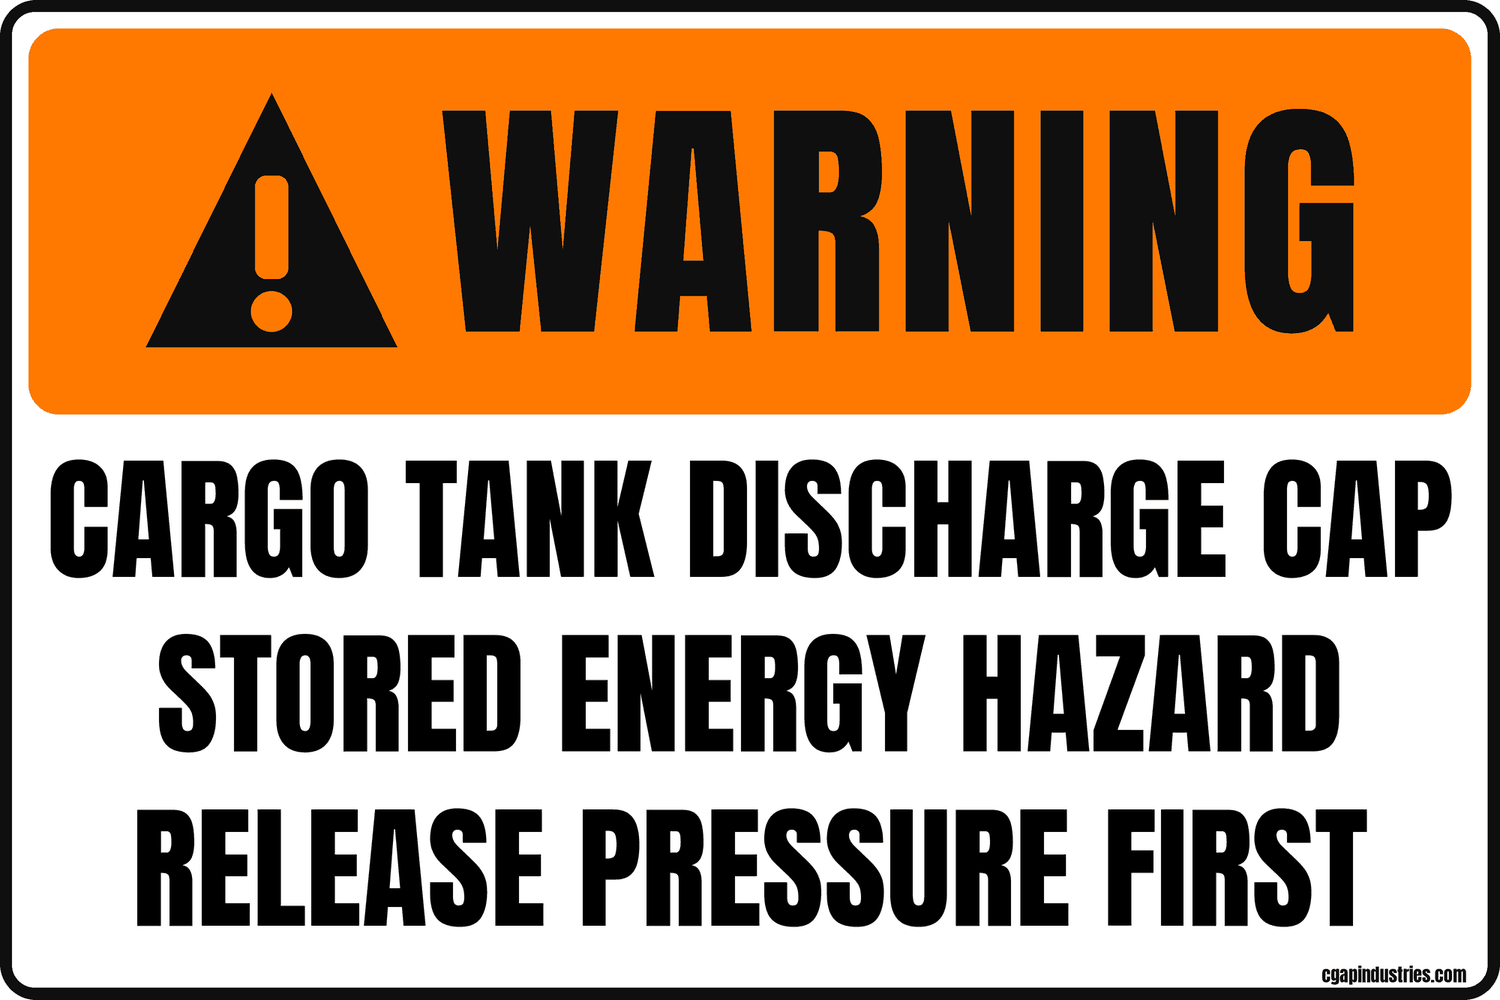 WARNING
CARGO TANK DISCHARGE CAP
STORED ENERGY HAZARD
RELEASE PRESSURE FIRST
cgapindustries.com